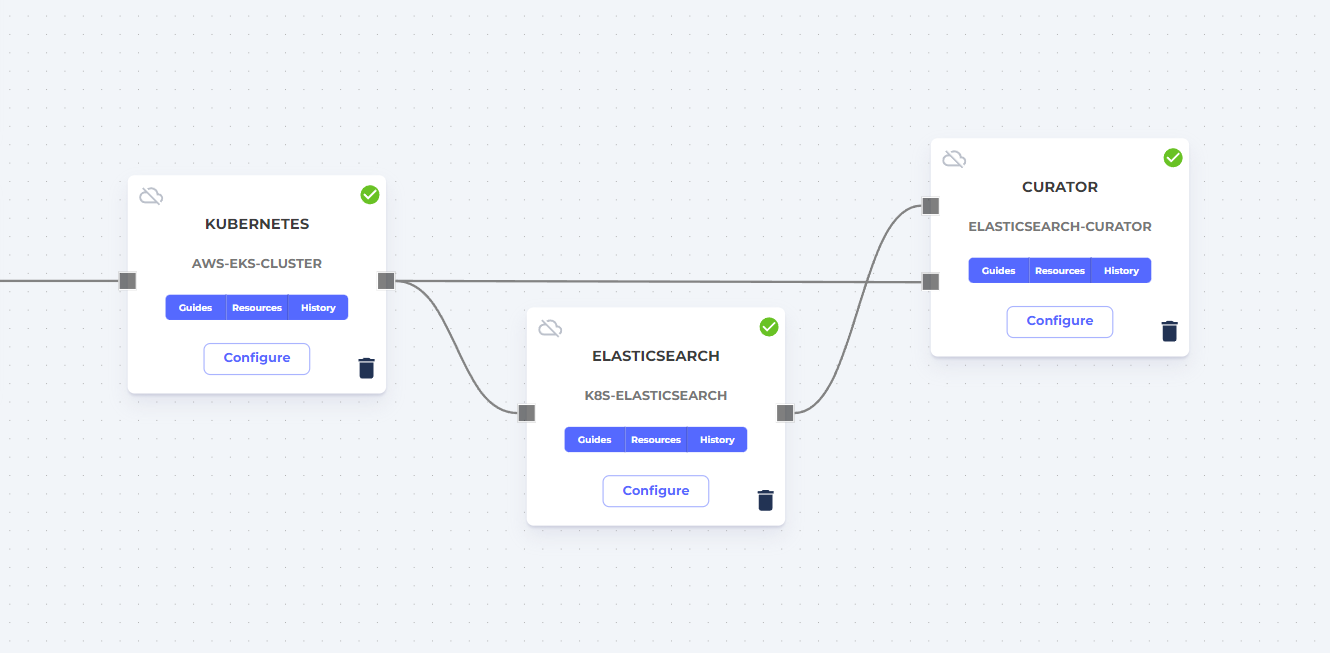 KUBERNETES
AWS-EKS-CLUSTER
Guides Resources History
Configure
ELASTICSEARCH
K8S-ELASTICSEARCH
Guides Resources History
Configure
CURATOR
ELASTICSEARCH-CURATOR
Guides Resources History
Configure